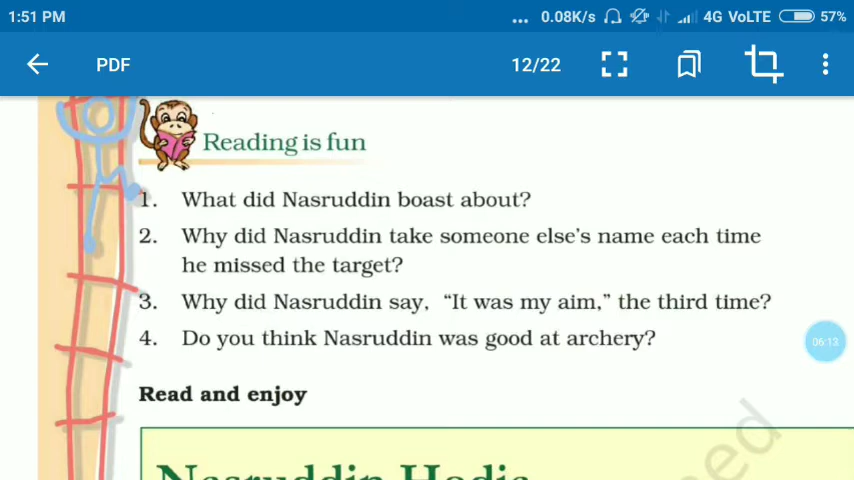 1:51 PM ... 0.08K/s 4G VoLTE 57%
PDF 12/22
Reading is fun
1. What did Nasruddin boast about?
2. Why did Nasruddin take someone else's name each time
he missed the target?
3. Why did Nasruddin say, “It was my aim,” the third time?
4. Do you think Nasruddin was good at archery?
06:13
Read and enjoy
Nasruddin Hodja